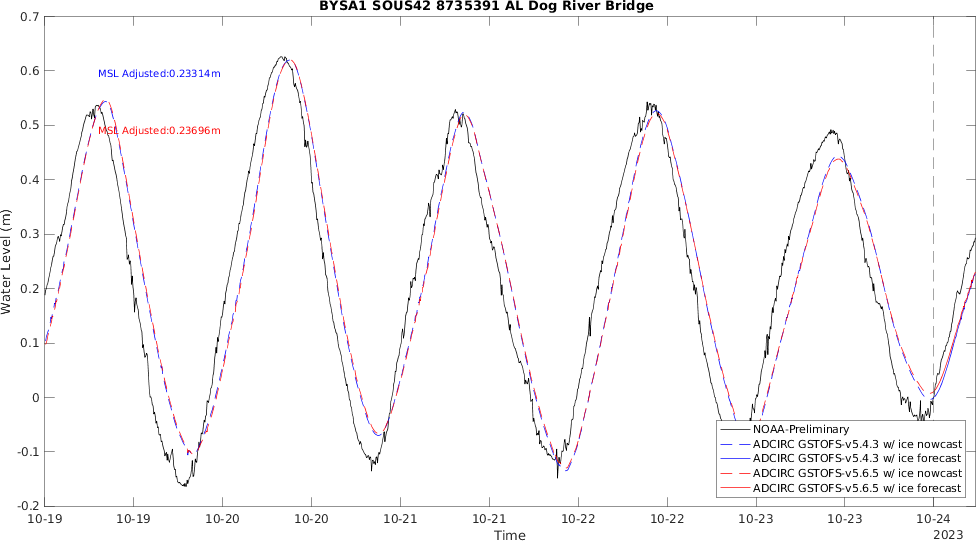 BYSA1 SOUS42 8735391 AL Dog River Bridge
0.7
0.6
0.5
0.4
0.3
0.2
0.1
0
-0.1
-0.2
Water Level (m)
MSL Adjusted:0.23314m
MSL Adjusted:0.23696m
NOAA-Preliminary
ADCIRC GSTOFS-v5.4.3 w/ ice nowcast
ADCIRC GSTOFS-v5.4.3 w/ ice forecast
ADCIRC GSTOFS-v5.6.5 w/ ice nowcast
ADCIRC GSTOFS-v5.6.5 w/ ice forecast
10-19 10-19 10-20 10-20 10-21 10-21 10-22 10-22 10-23 10-23 10-24
Time
2023